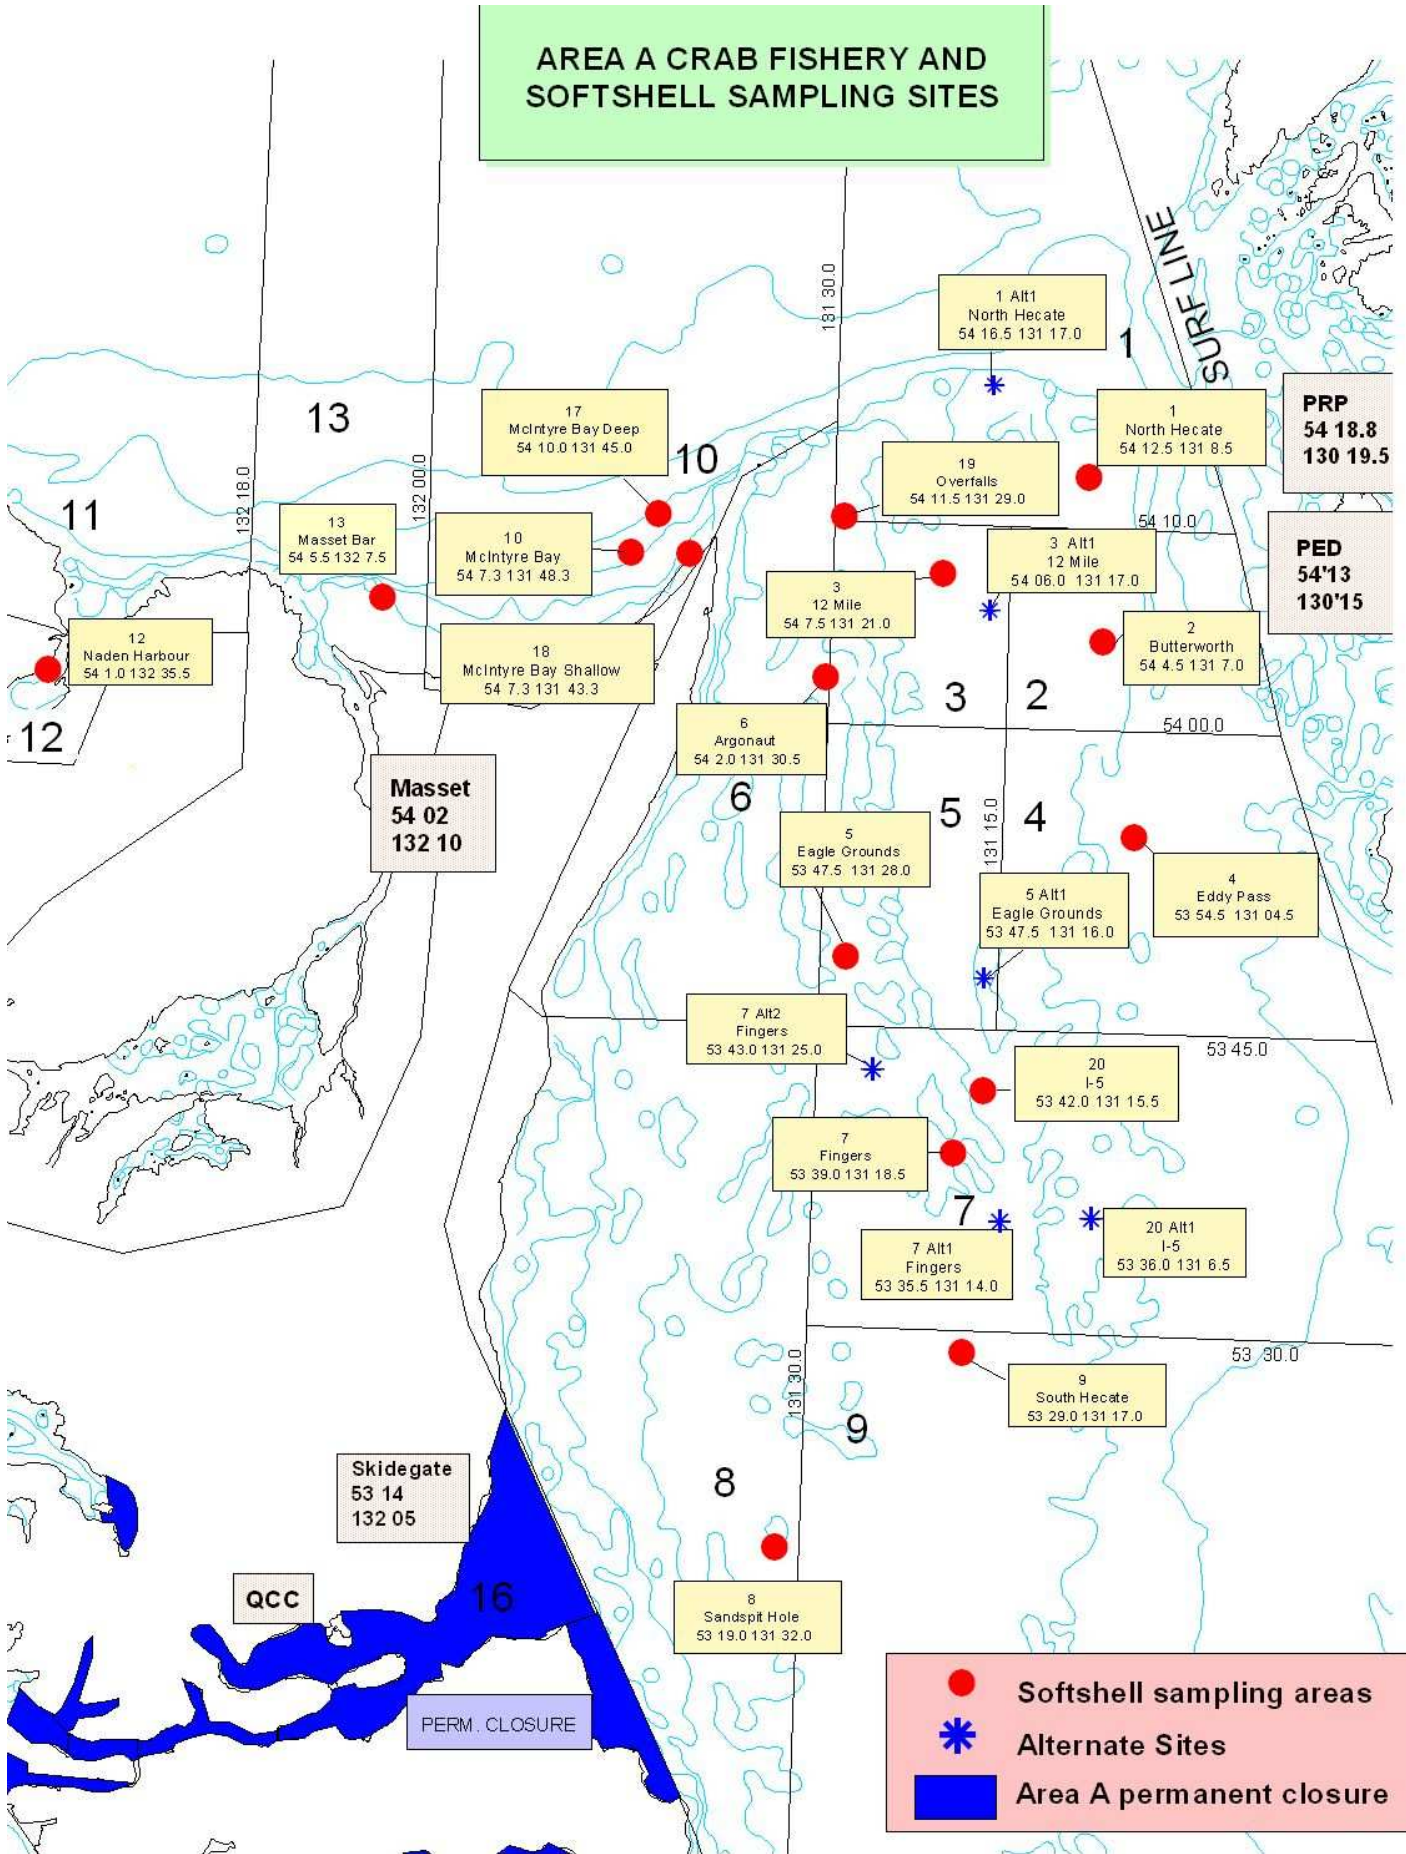 AREA A CRAB FISHERY AND
SOFTSHELL SAMPLING SITES
SURF LINE
131 30.0
1 Alt1
North Hecate
54 16.5 131 17.0
1
1
North Hecate
54 12.5 131 8.5
PRP
54 18.8
130 19.5
13
17
McIntyre Bay Deep
54 10.0 131 45.0
10
19
Overfalls
54 11.5 131 29.0
132 18.0
132 00.0
11
13
Masset Bar
54 5.5 132 7.5
10
McIntyre Bay
54 7.3 131 48.3
54 10.0
3 Alt1
12 Mile
54 06.0 131 17.0
PED
54'13
130'15
3
12 Mile
54 7.5 131 21.0
12
Naden Harbour
54 1.0 132 35.5
18
McIntyre Bay Shallow
54 7.3 131 43.3
2
Butterworth
54 4.5 131 7.0
3
2
12
6
Argonaut
54 2.0 131 30.5
54 00.0
Masset
54 02
132 10
6
5
131 15.0
4
5
Eagle Grounds
53 47.5 131 28.0
5 Alt1
Eagle Grounds
53 47.5 131 16.0
4
Eddy Pass
53 54.5 131 04.5
7 Alt2
Fingers
53 43.0 131 25.0
53 45.0
20
I-5
53 42.0 131 15.5
7
Fingers
53 39.0 131 18.5
7
7 Alt1
Fingers
53 35.5 131 14.0
20 Alt1
I-5
53 36.0 131 6.5
53 30.0
131 30.0
9
South Hecate
53 29.0 131 17.0
9
Skidegate
53 14
132 05
8
QCC
16
8
Sandspit Hole
53 19.0 131 32.0
PERM. CLOSURE
Softshell sampling areas
Alternate Sites
Area A permanent closure